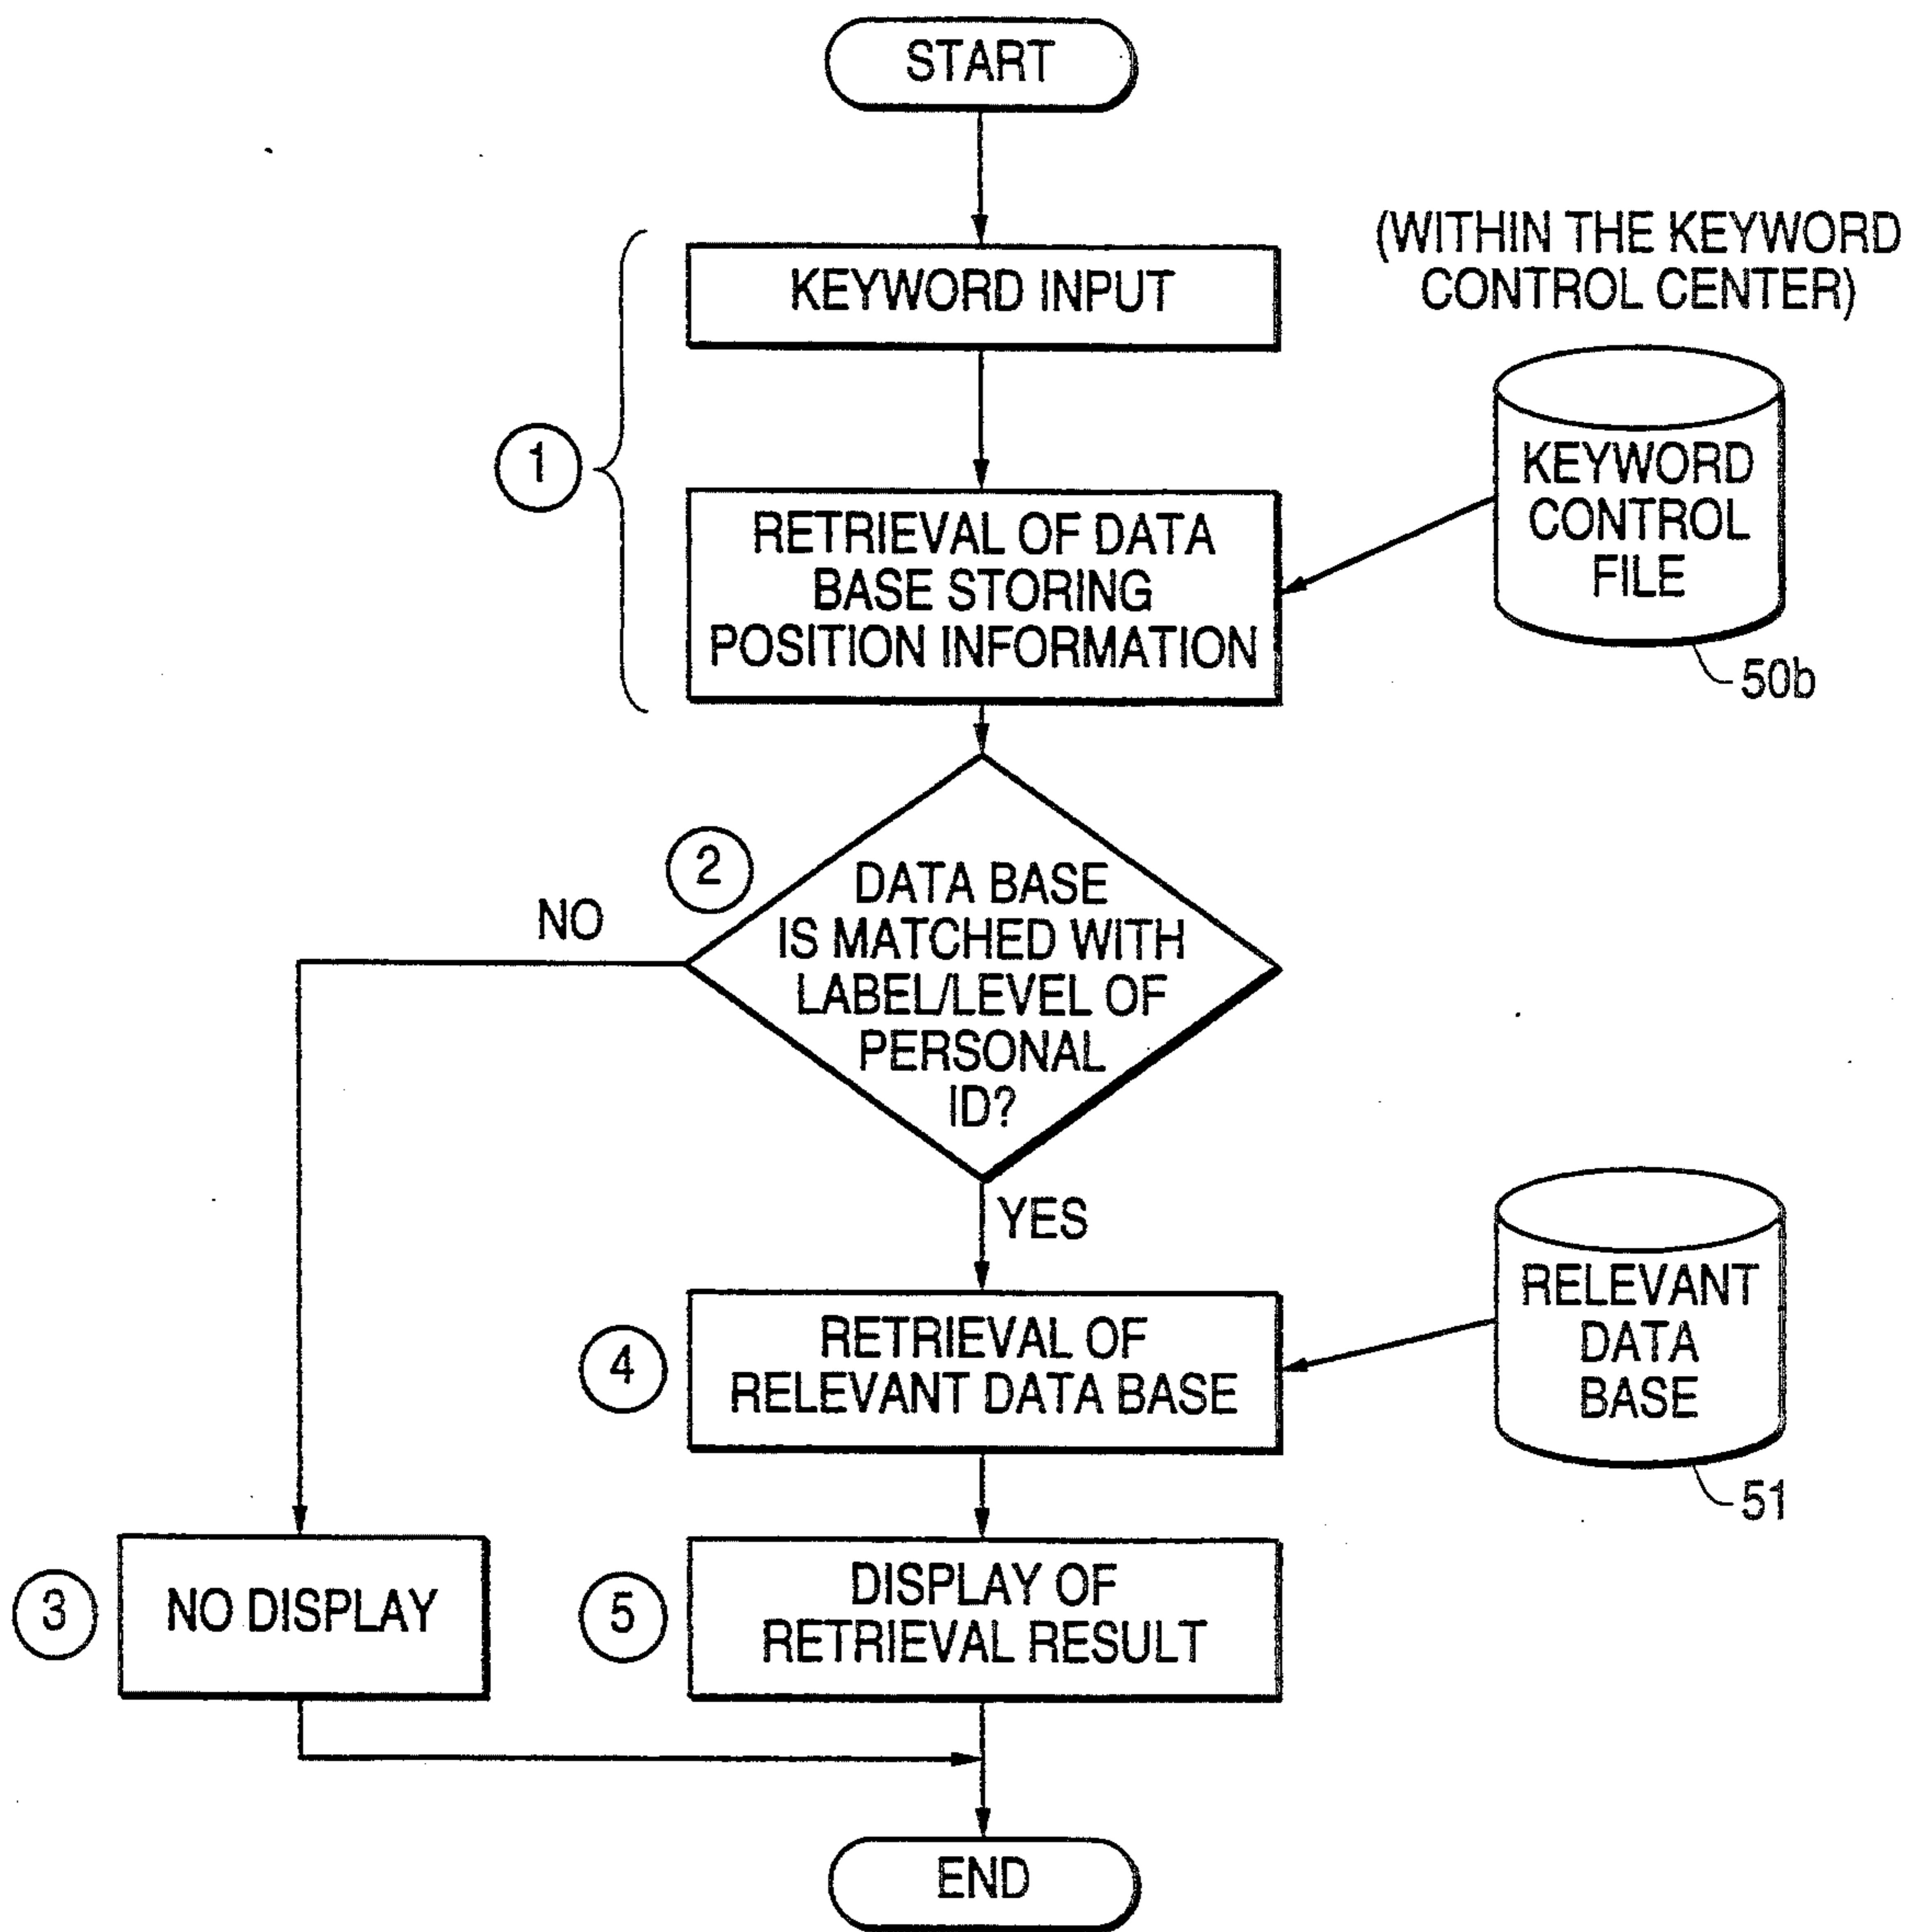 START
(WITHIN THE KEYWORD
CONTROL CENTER)
KEYWORD INPUT
1
RETRIEVAL OF DATA
BASE STORING
POSITION INFORMATION
KEYWORD
CONTROL
FILE
50b
2
NO
DATA BASE
IS MATCHED WITH
LABEL/LEVEL OF
PERSONAL
ID?
YES
4
RETRIEVAL OF
RELEVANT DATA BASE
RELEVANT
DATA
BASE
51
3
NO DISPLAY
5
DISPLAY OF
RETRIEVAL RESULT
END